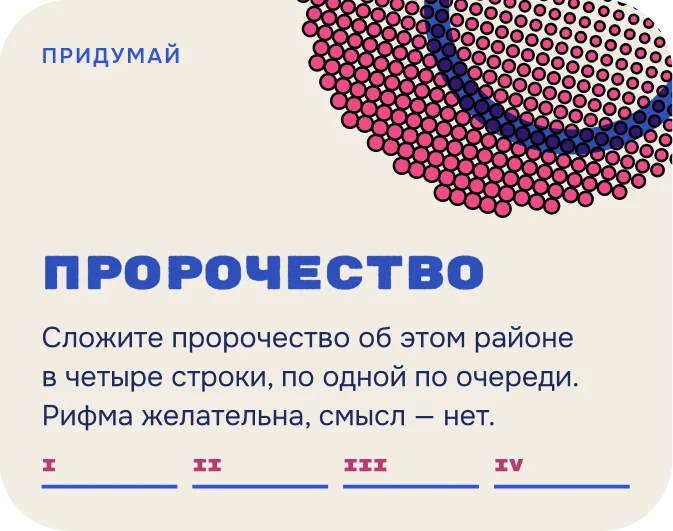 ПРИДУМАЙ
ПРОРОЧЕСТВО
Сложите пророчество об этом районе
в четыре строки, по одной по очереди.
Рифма желательна, смысл — нет.
I II III IV